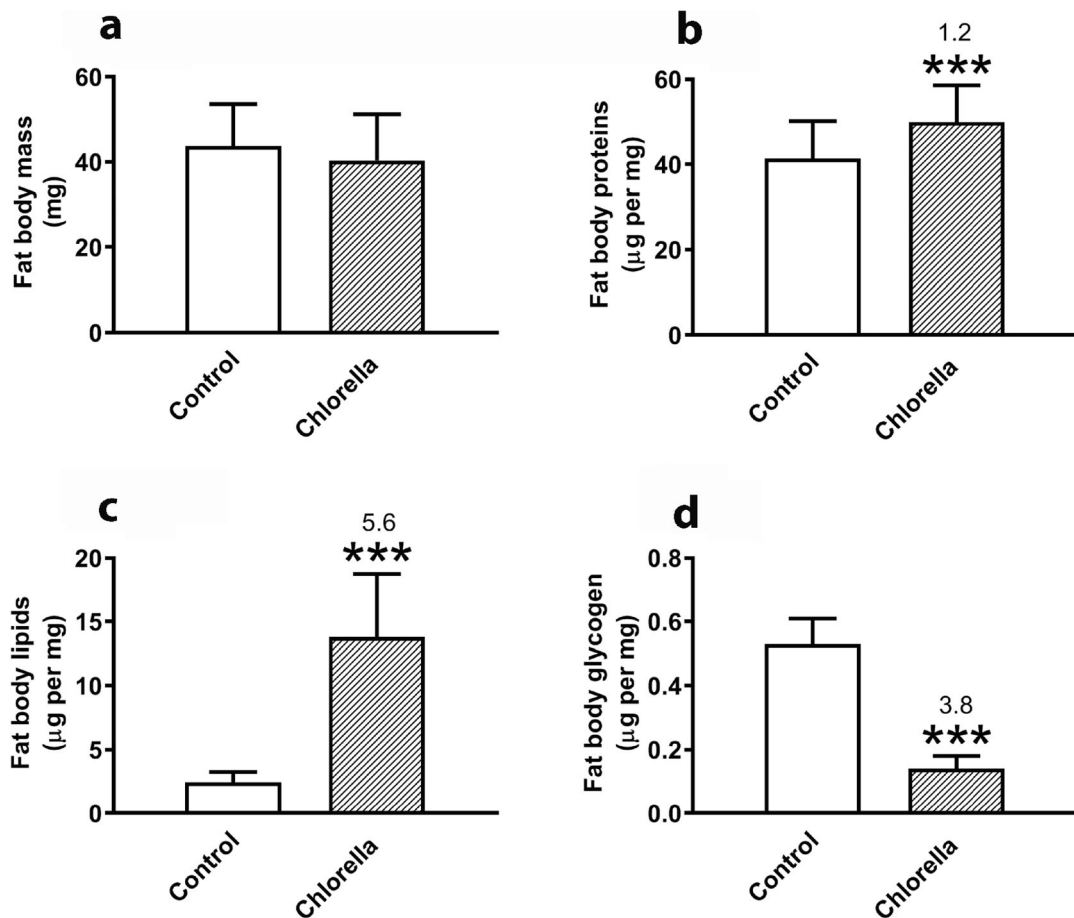 a
Fat body mass
(mg)
60
40
20
0
Control
Chlorella
b
1.2
***
Fat body proteins
(μg per mg)
60
40
20
0
Control
Chlorella
c
5.6
***
Fat body lipids
(μg per mg)
20
15
10
5
0
Control
Chlorella
d
3.8
***
Fat body glycogen
(μg per mg)
0.8
0.6
0.4
0.2
0.0
Control
Chlorella